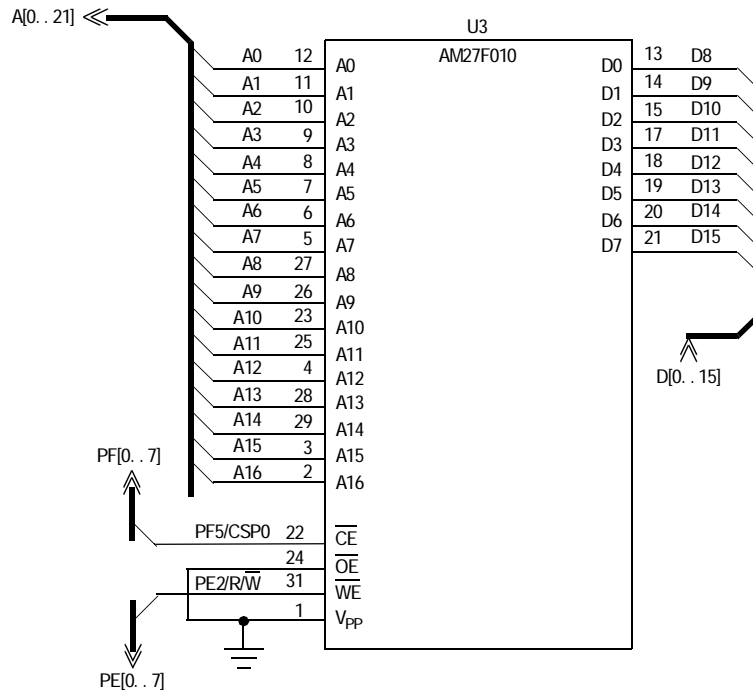 A[0. . 21]
U3
AM27F010
A0 12 A0 D0 13 D8
A1 11 A1 D1 14 D9
A2 10 A2 D2 15 D10
A3 9 A3 D3 17 D11
A4 8 A4 D4 18 D12
A5 7 A5 D5 19 D13
A6 6 A6 D6 20 D14
A7 5 A7 D7 21 D15
A8 27 A8
A9 26 A9
A10 23 A10
A11 25 A11
A12 4 A12
D[0. . 15]
A13 28 A13
A14 29 A14
A15 3 A15
PF[0. . 7]
A16 2 A16
PF5/CSP0 22 C̅E̅
24 O̅E̅
PE2/R/W̅ 31 W̅E̅
1 VPP
PE[0. . 7]